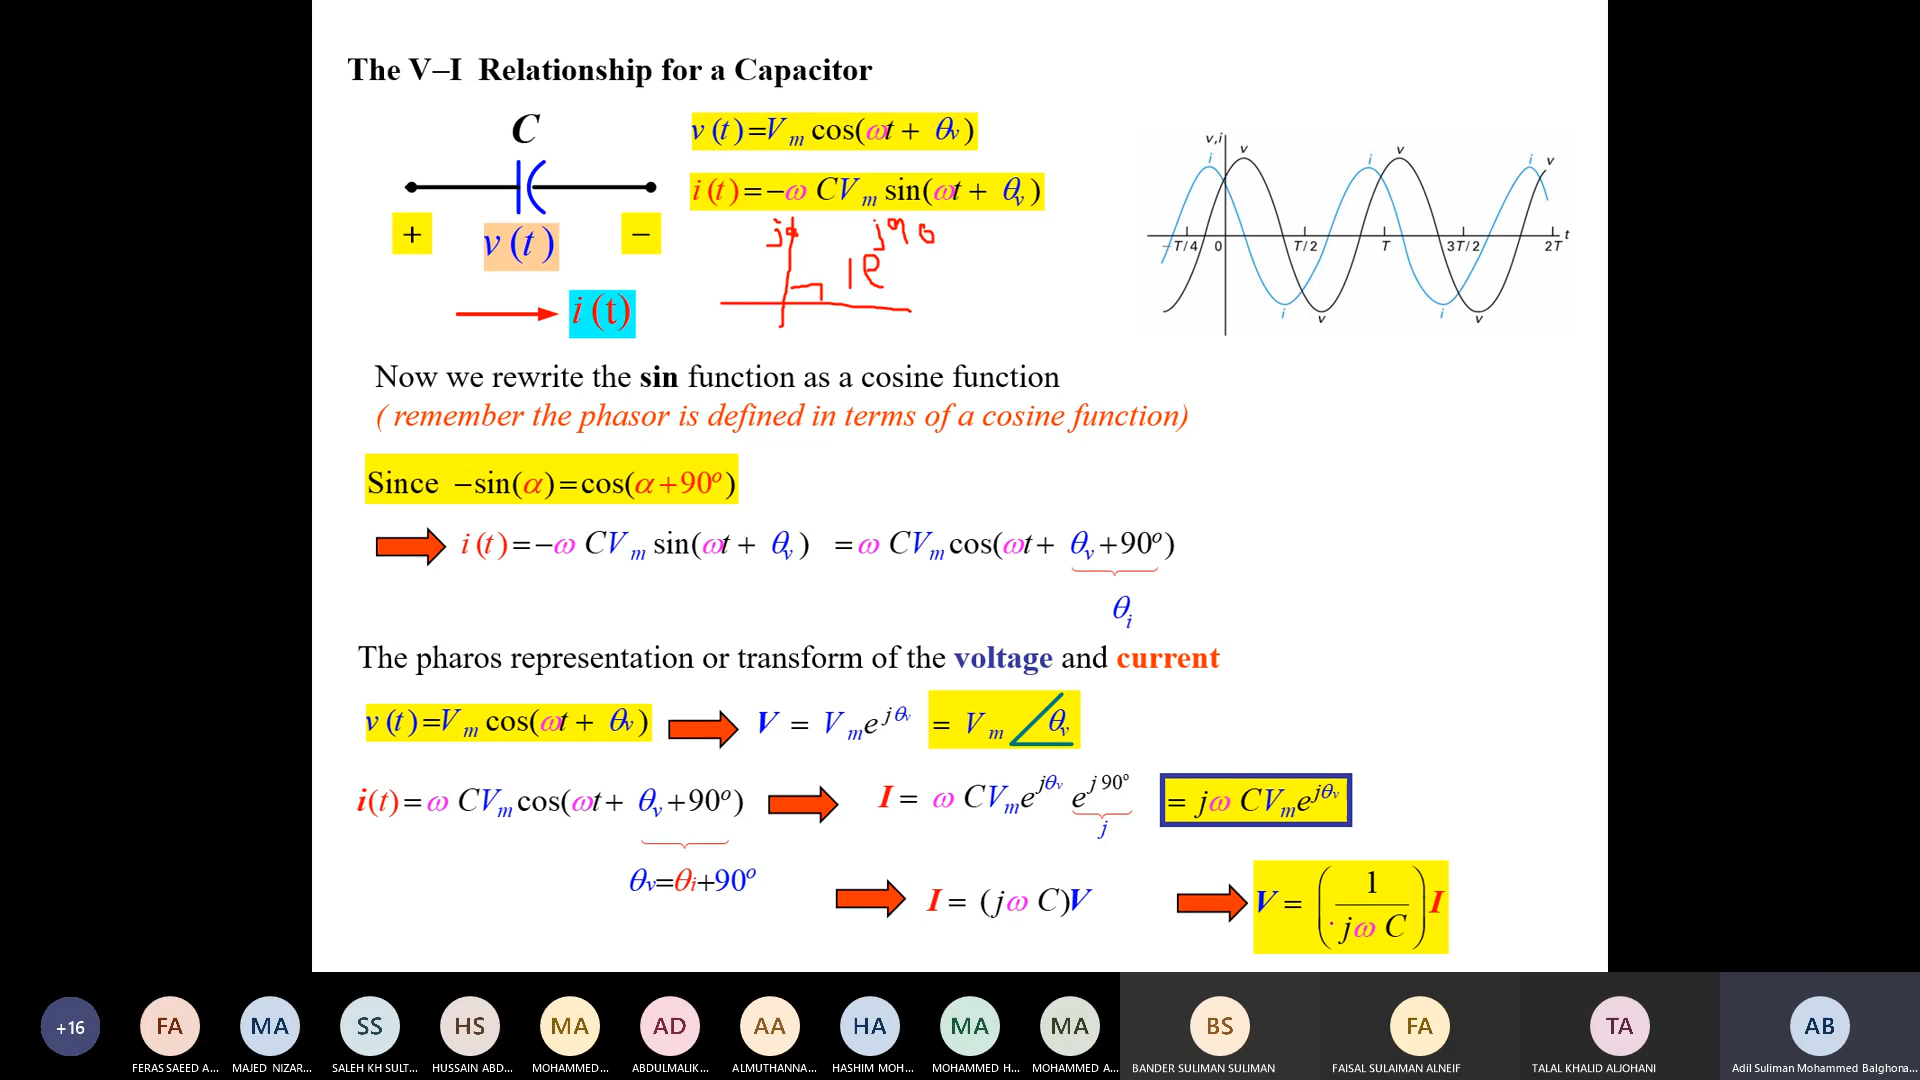 The V–I Relationship for a Capacitor
C
v (t) = V_m cos(ωt + θ_v)
i (t) = −ω CV_m sin(ωt + θ_v)
+ v (t) −
i (t)
j
1e^j90
v,i
i v i v i v
−T/4 0 T/2 T 3T/2 2T t
i v i v
Now we rewrite the sin function as a cosine function
( remember the phasor is defined in terms of a cosine function)
Since −sin(α) = cos(α + 90°)
i (t) = −ω CV_m sin(ωt + θ_v) = ω CV_m cos(ωt + θ_v + 90°)
θ_i
The pharos representation or transform of the voltage and current
v (t) = V_m cos(ωt + θ_v) V = V_m e^jθ_v = V_m ∠θ_v
i(t) = ω CV_m cos(ωt + θ_v + 90°) I = ω CV_m e^jθ_v e^j90° = jω CV_m e^jθ_v
j
θ_v=θ_i+90°
I = (jω C)V V = (1/(jω C)) I
+16 FA MA SS HS MA AD AA HA MA MA BS FA TA AB
FERAS SAEED A... MAJED NIZAR... SALEH KH SULT... HUSSAIN ABD... MOHAMMED... ABDULMALIK... ALMUTHANNA... HASHIM MOH... MOHAMMED H... MOHAMMED A... BANDER SULIMAN SULIMAN FAISAL SULAIMAN ALNEIF TALAL KHALID ALJOHANI Adil Suliman Mohammed Balghona...